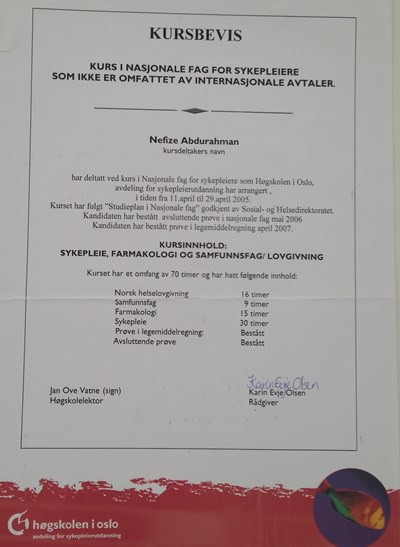 KURSBEVIS
KURS I NASJONALE FAG FOR SYKEPLEIERE
SOM IKKE ER OMFATTET AV INTERNASJONALE AVTALER.
Nefize Abdurahman
kursdeltakers navn
har deltatt ved kurs i Nasjonale fag for sykepleiere som Høgskolen i Oslo,
avdeling for sykepleierutdanning har arrangert ,
i tiden fra 11.april til 29.april 2005.
Kurset har fulgt "Studieplan i Nasjonale fag" godkjent av Sosial- og Helsedirektoratet.
Kandidaten har bestått avsluttende prøve i nasjonale fag mai 2006
Kandidaten har bestått prøve i legemiddelregning april 2007.
KURSINNHOLD:
SYKEPLEIE, FARMAKOLOGI OG SAMFUNNSFAG/ LOVGIVNING
Kurset har et omfang av 70 timer og har hatt følgende innhold:
Norsk helselovgivning 16 timer
Samfunnsfag 9 timer
Farmakologi 15 timer
Sykepleie 30 timer
Prøve i legemiddelregning: Bestått
Avsluttende prøve Bestått
Karin Evje Olsen
Jan Ove Vatne (sign) Karin Evje Olsen
Høgskolelektor Rådgiver
høgskolen i oslo
avdeling for sykepleierutdanning